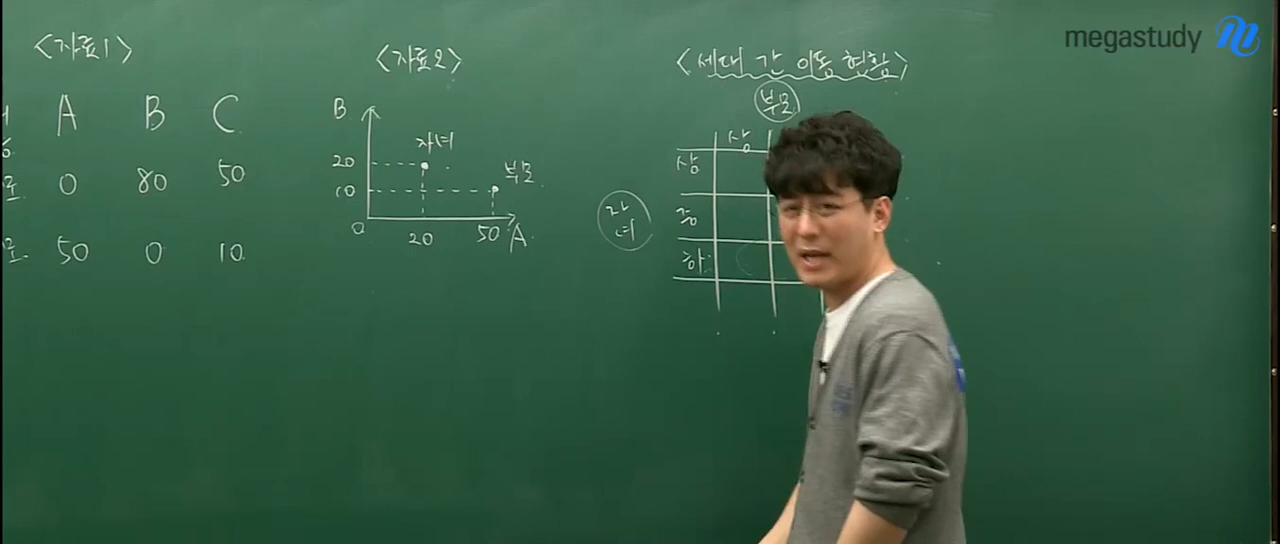 megastudy
<자료1>
A B C
0 80 50
50 0 10
<자료2>
B
자녀
20
부모
10
0 20 50 A
<세대 간 이동 현황>
부모
상
상
자녀
중
하